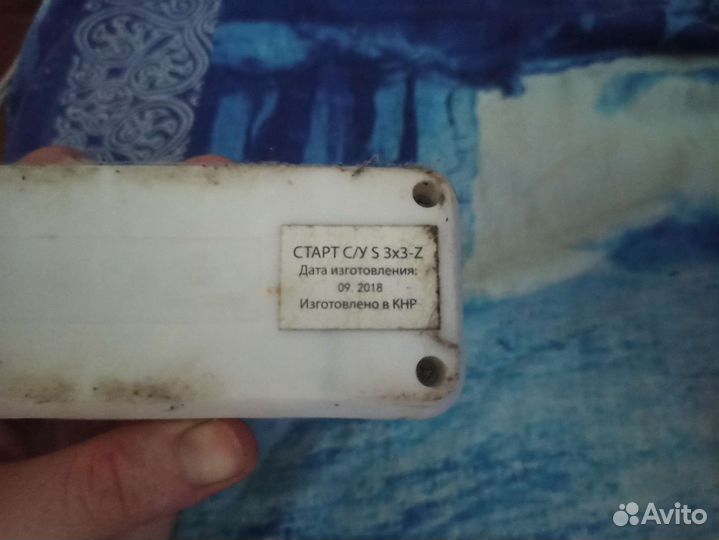 СТАРТ С/У S 3x3-Z
Дата изготовления:
09. 2018
Изготовлено в КНР
Avito